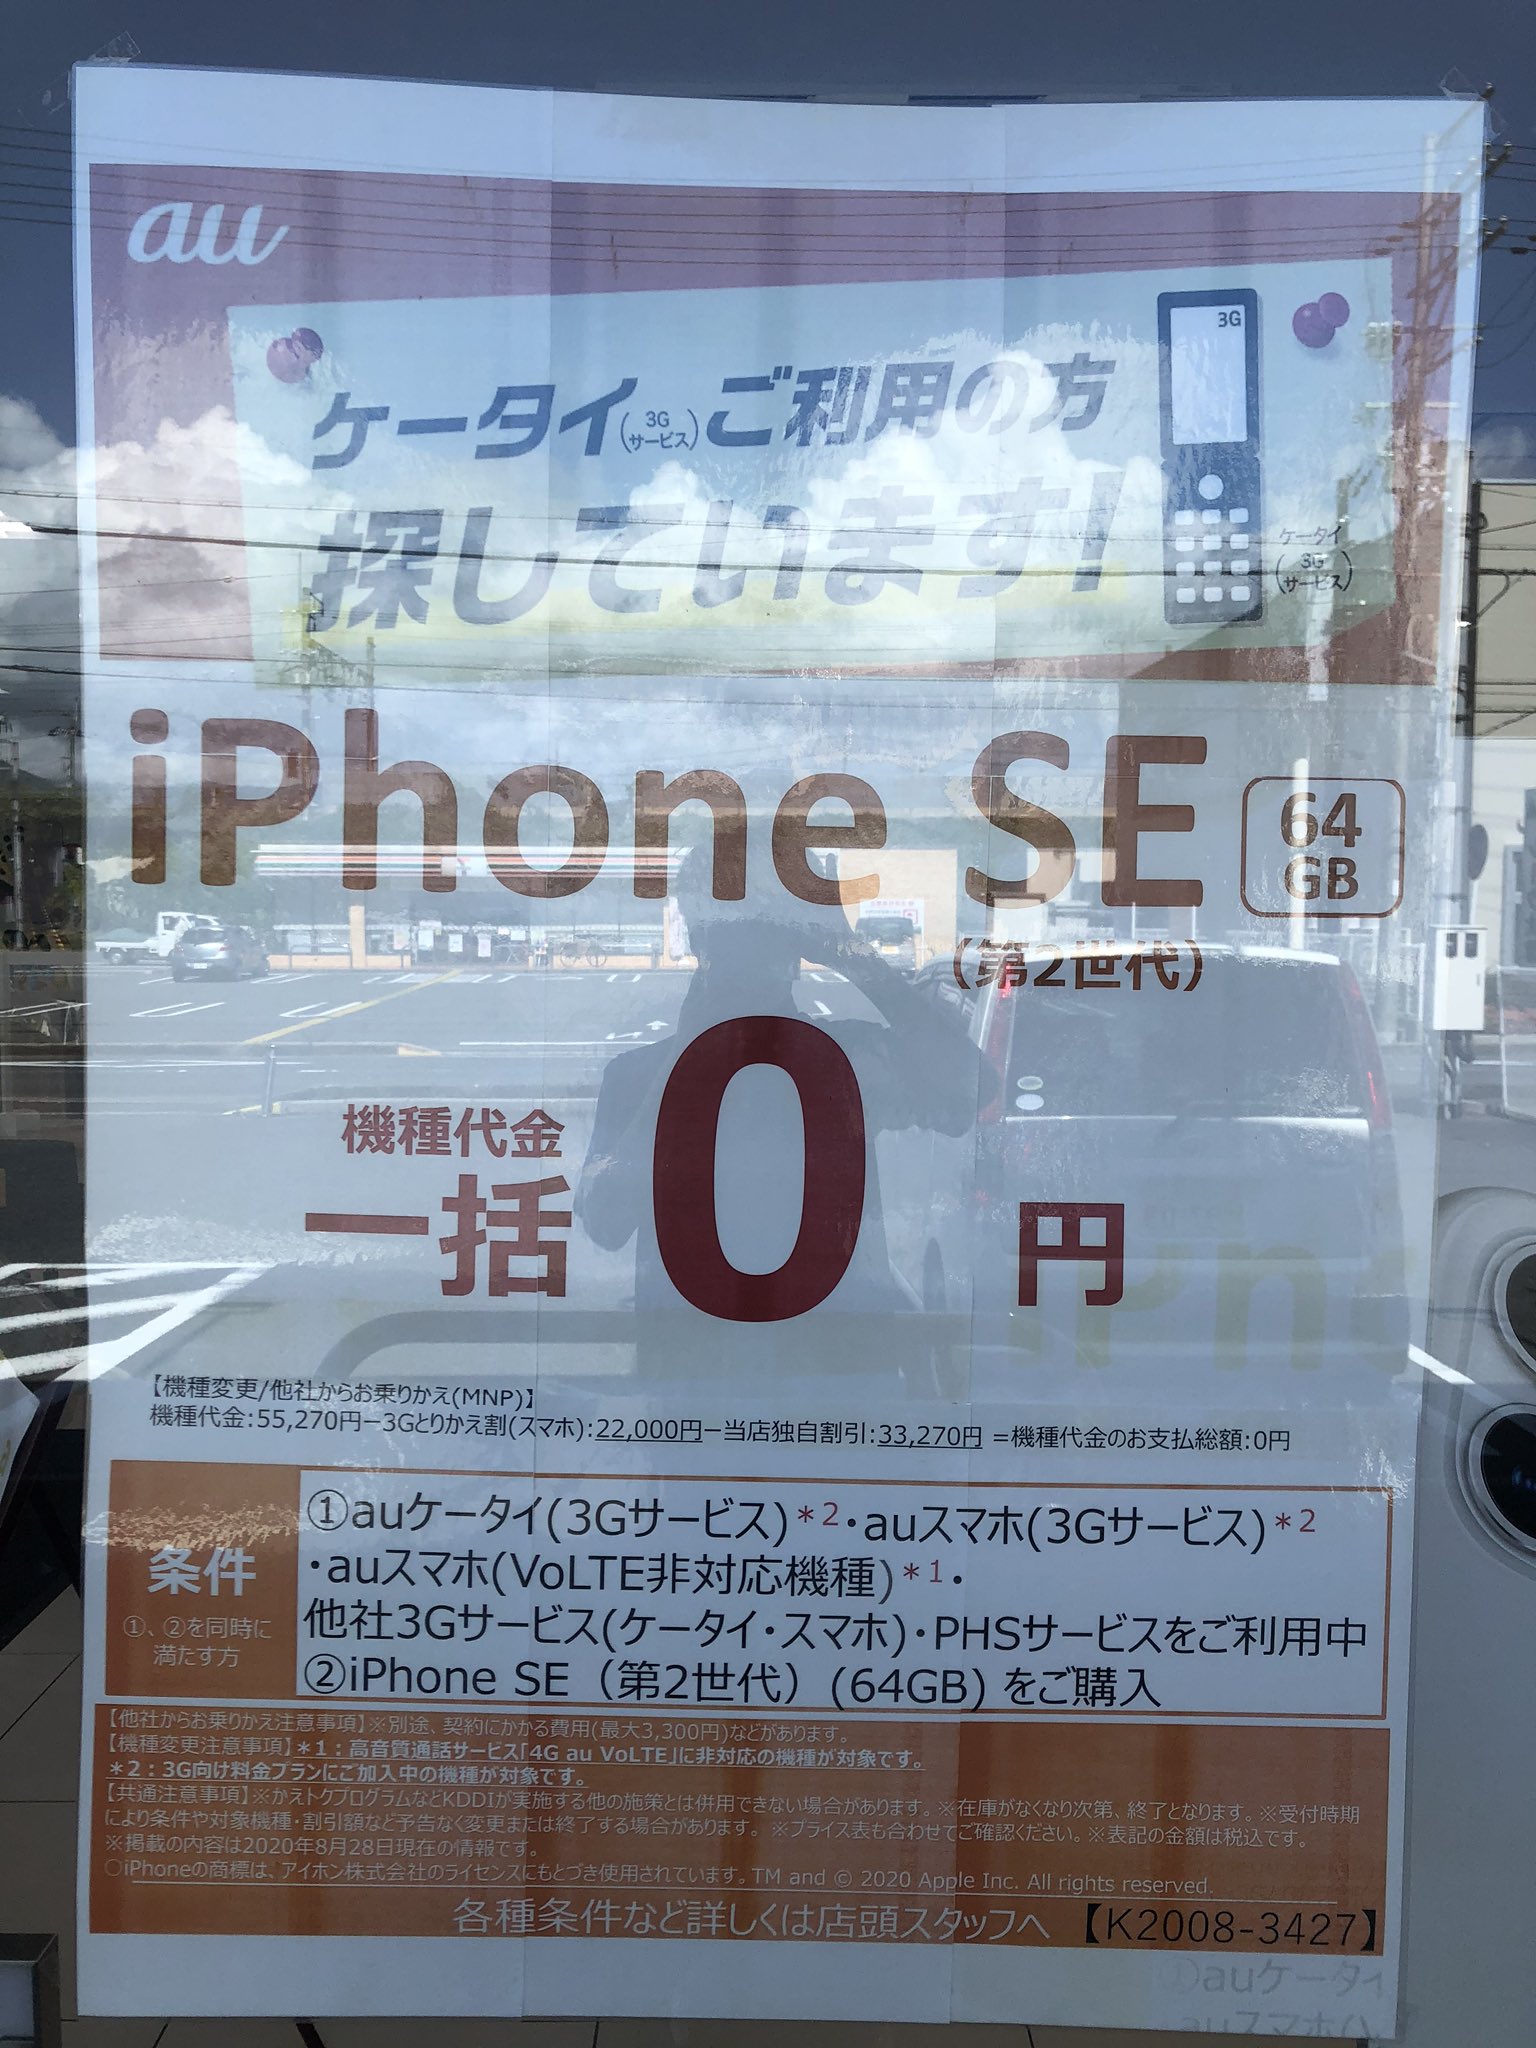 au
3G
ケータイ(3Gサービス)ご利用の方
探しています!
ケータイ
(3Gサービス)
iPhone SE 64GB
(第2世代)
機種代金
一括 0 円
【機種変更/他社からお乗りかえ(MNP)】
機種代金:55,270円ー3Gとりかえ割(スマホ):22,000円ー当店独自割引:33,270円 =機種代金のお支払総額:0円
条件
①、②を同時に
満たす方
①auケータイ(3Gサービス)*2・auスマホ(3Gサービス)*2
・auスマホ(VoLTE非対応機種)*1・
他社3Gサービス(ケータイ・スマホ)・PHSサービスをご利用中
②iPhone SE(第2世代)(64GB) をご購入
【他社からお乗りかえ注意事項】※別途、契約にかかる費用(最大3,300円)などがあります。
【機種変更注意事項】*1:高音質通話サービス「4G au VoLTE」に非対応の機種が対象です。
*2:3G向け料金プランにご加入中の機種が対象です。
【共通注意事項】※かえトクプログラムなどKDDIが実施する他の施策とは併用できない場合があります。※在庫がなくなり次第、終了となります。※受付時期
により条件や対象機種・割引額など予告なく変更または終了する場合があります。 ※プライス表も合わせてご確認ください。※表記の金額は税込です。
※掲載の内容は2020年8月28日現在の情報です。
○iPhoneの商標は、アイホン株式会社のライセンスにもとづき使用されています。TM and © 2020 Apple Inc. All rights reserved.
各種条件など詳しくは店頭スタッフへ 【K2008-3427】
①auケータイ
auスマホ(